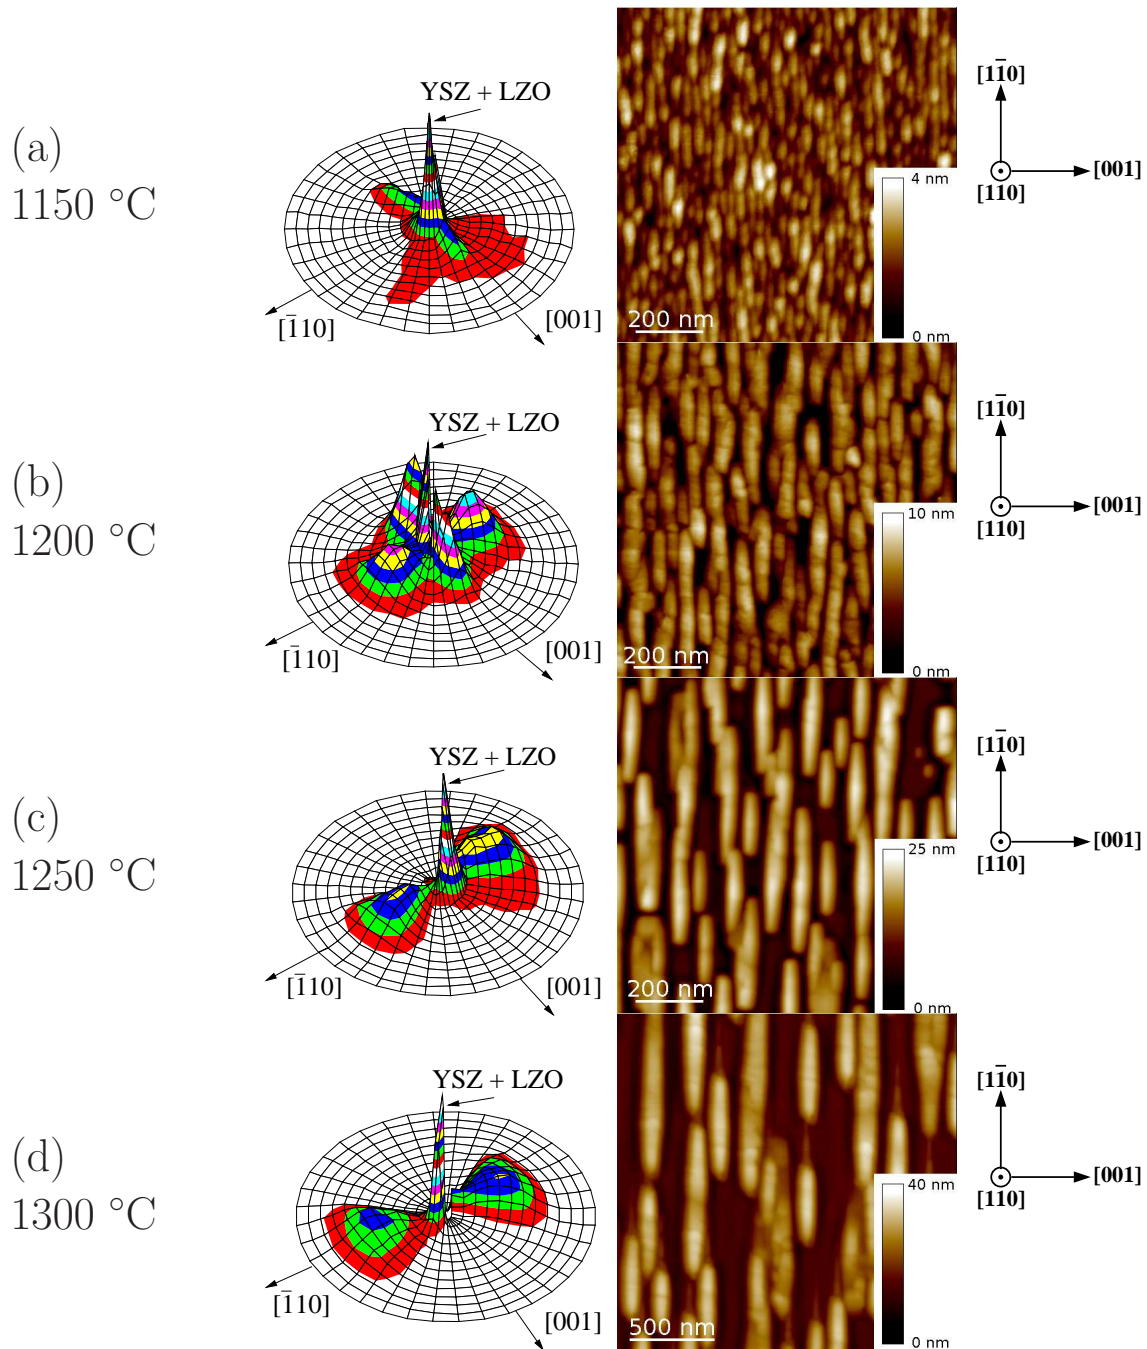 (a)
1150 °C
YSZ + LZO
[1̅10]
[001]
4 nm
0 nm
200 nm
[11̅0]
[001]
[110]
(b)
1200 °C
YSZ + LZO
[1̅10]
[001]
10 nm
0 nm
200 nm
[11̅0]
[001]
[110]
(c)
1250 °C
YSZ + LZO
[1̅10]
[001]
25 nm
0 nm
200 nm
[11̅0]
[001]
[110]
(d)
1300 °C
YSZ + LZO
[1̅10]
[001]
40 nm
0 nm
500 nm
[11̅0]
[001]
[110]